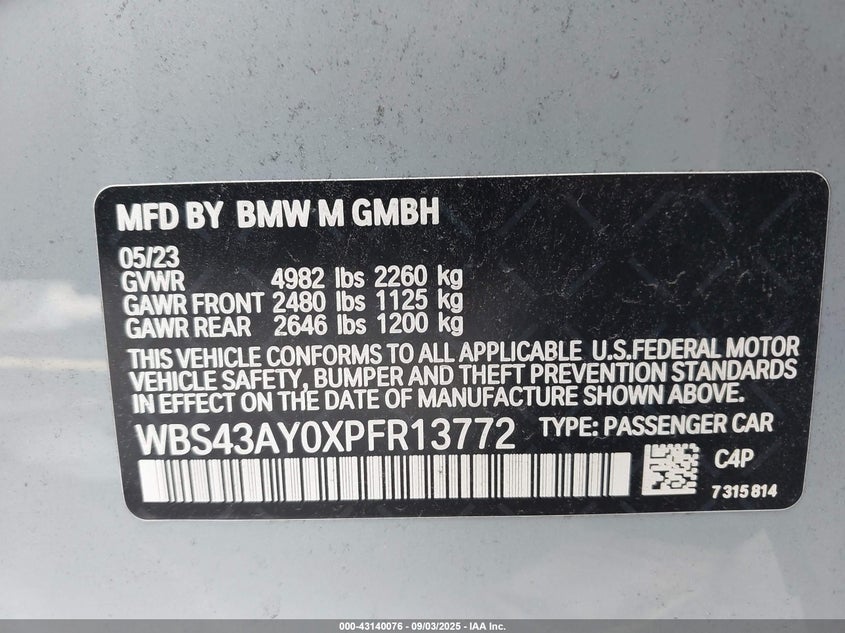 MFD BY BMW M GMBH
05/23
GVWR 4982 lbs 2260 kg
GAWR FRONT 2480 lbs 1125 kg
GAWR REAR 2646 lbs 1200 kg
THIS VEHICLE CONFORMS TO ALL APPLICABLE U.S.FEDERAL MOTOR
VEHICLE SAFETY, BUMPER AND THEFT PREVENTION STANDARDS
IN EFFECT ON THE DATE OF MANUFACTURE SHOWN ABOVE.
WBS43AY0XPFR13772 TYPE: PASSENGER CAR
C4P
7315814
000-43140076 - 09/03/2025 - IAA Inc.